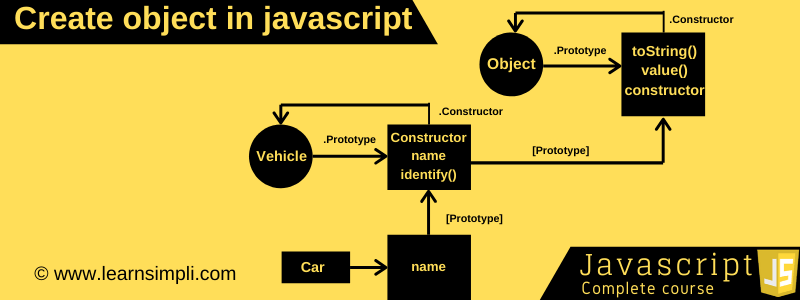 Create object in javascript
.Constructor
Object
.Prototype
toString()
value()
constructor
.Constructor
Vehicle
.Prototype
Constructor
name
identify()
[Prototype]
[Prototype]
Car
name
© www.learnsimpli.com
Javascript
Complete course
JS